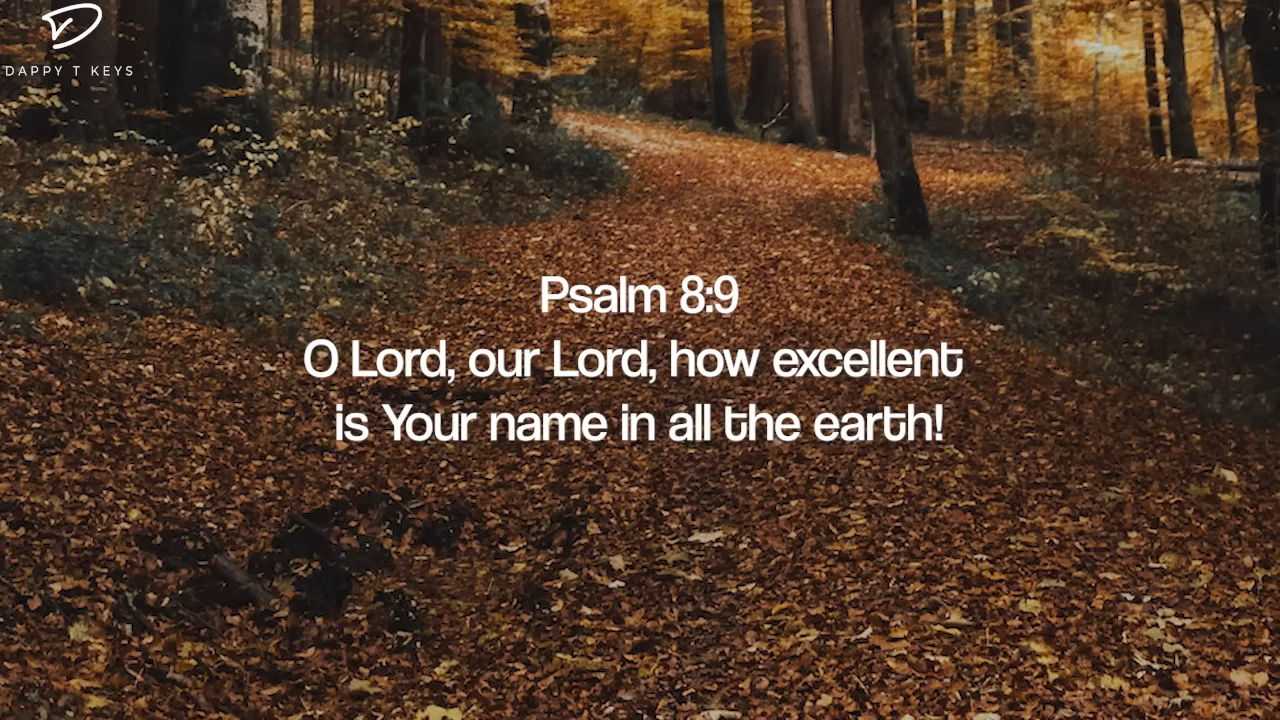 DAPPY T KEYS
Psalm 8:9
O Lord, our Lord, how excellent
is Your name in all the earth!